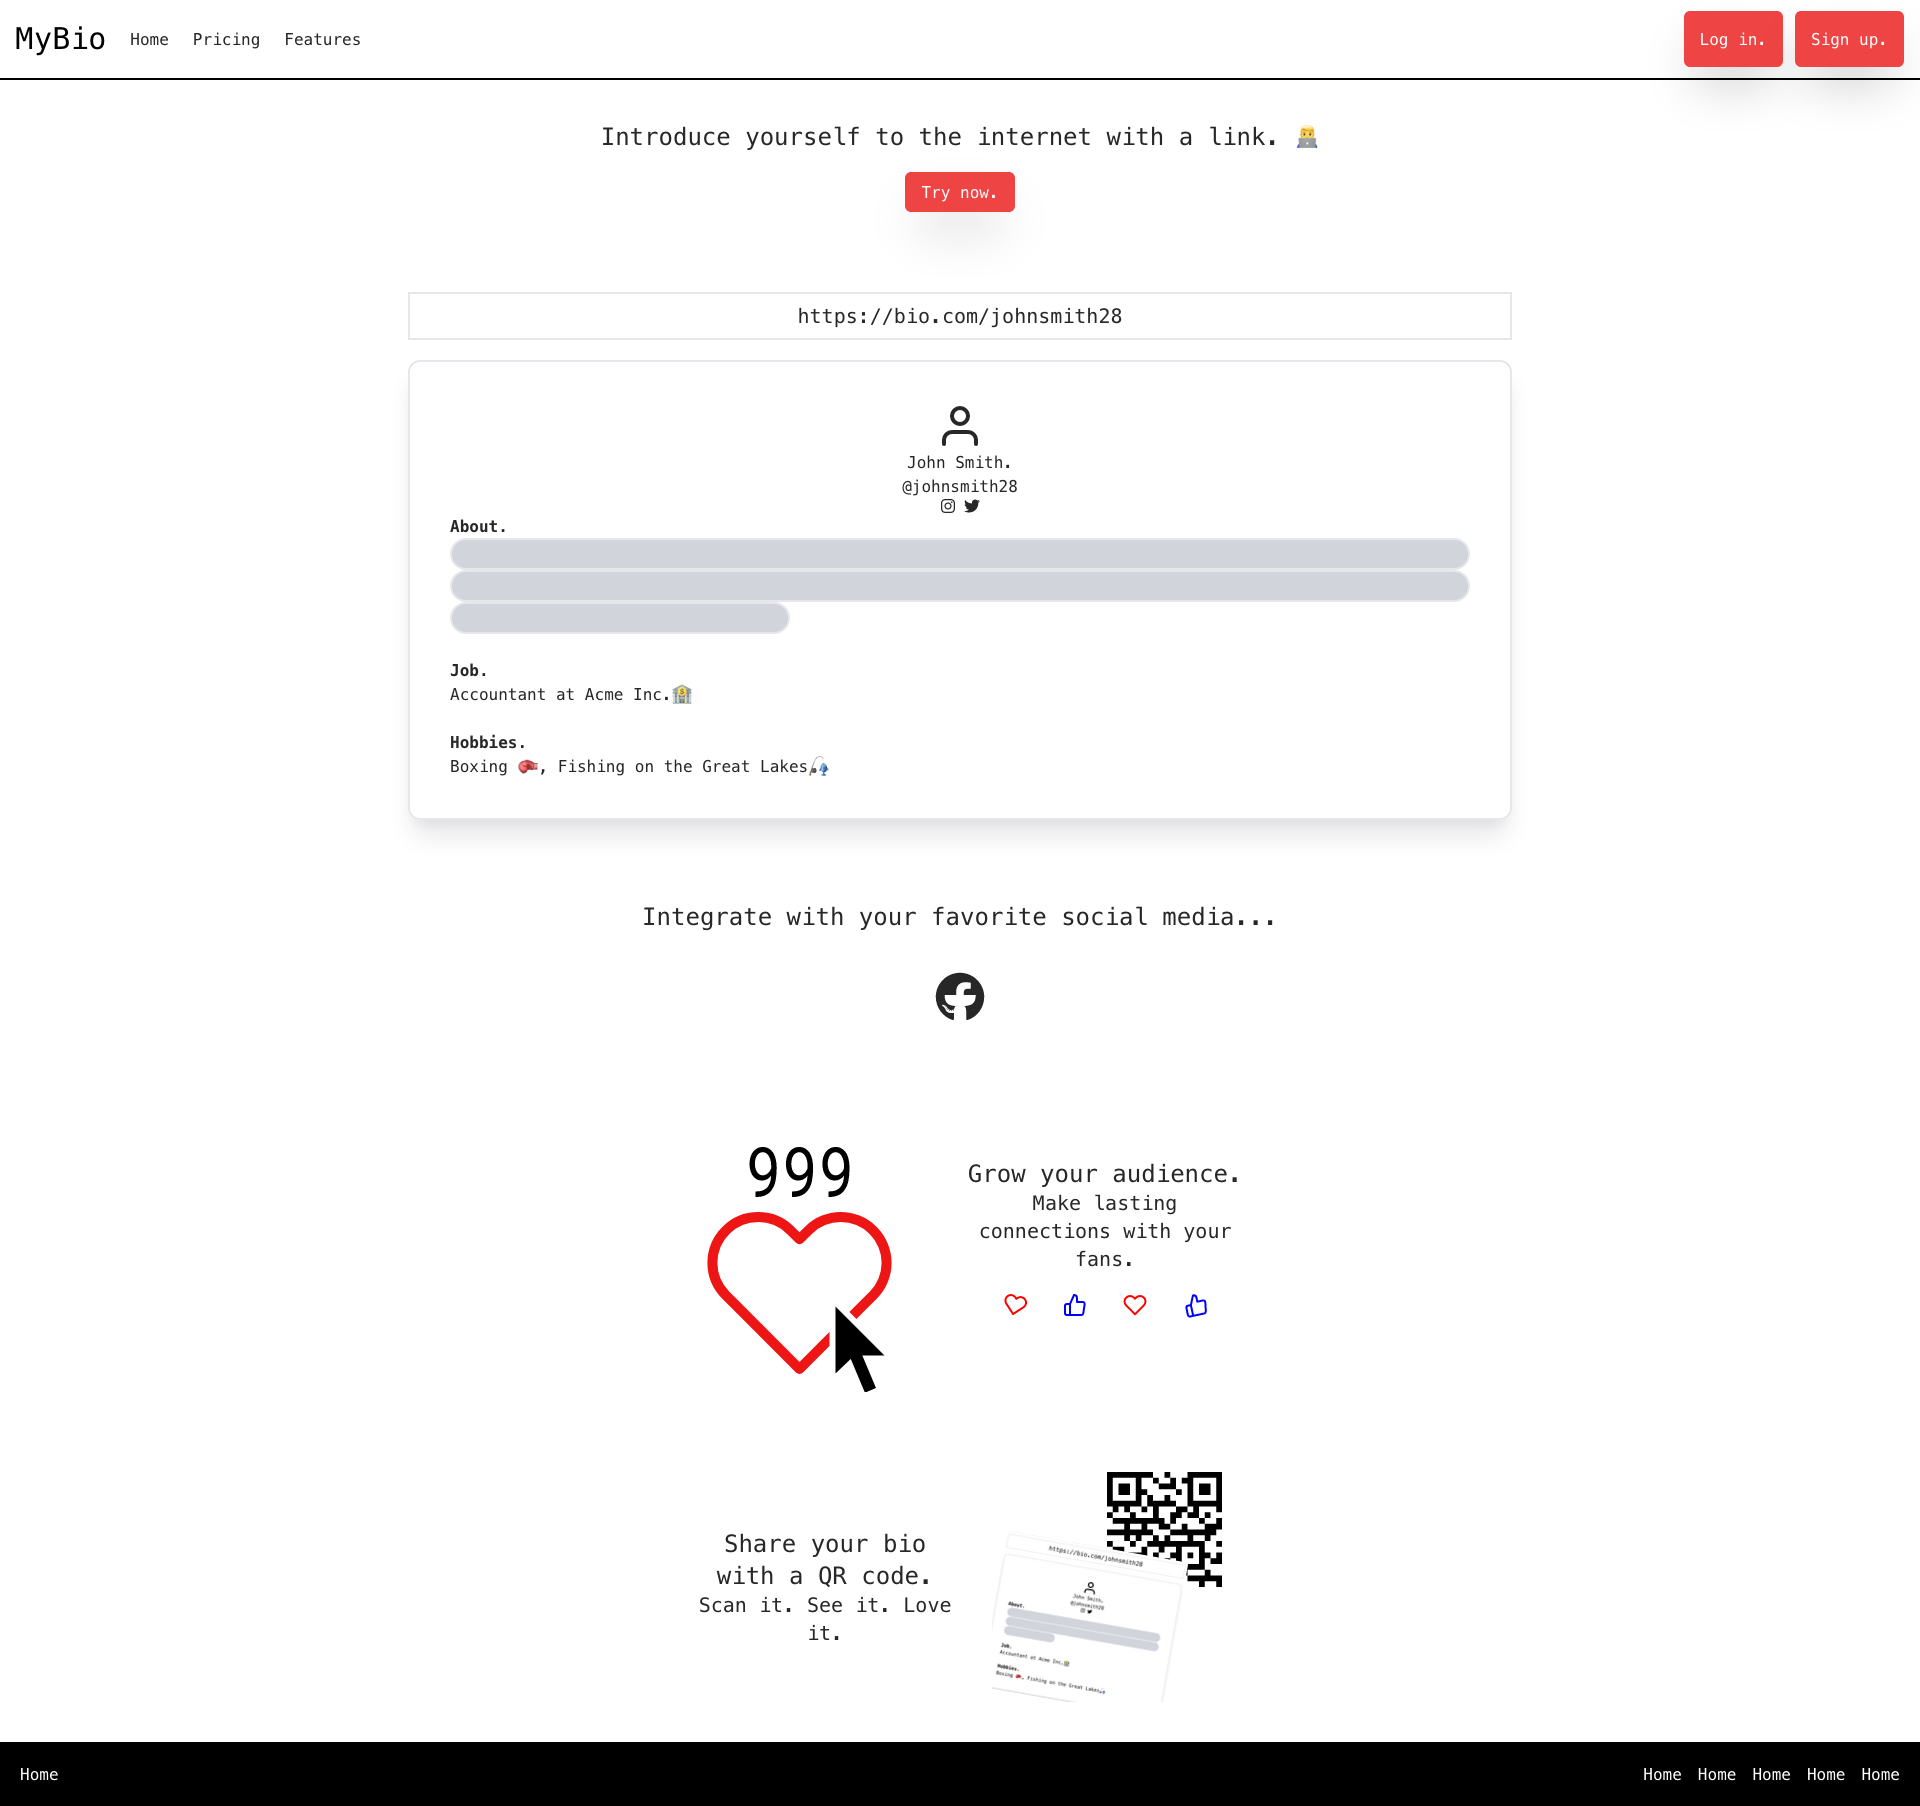 MyBio Home Pricing Features Log in. Sign up.
Introduce yourself to the internet with a link.
Try now.
https://bio.com/johnsmith28
John Smith.
@johnsmith28
About.
Job.
Accountant at Acme Inc.
Hobbies.
Boxing 🥊, Fishing on the Great Lakes🎣
Integrate with your favorite social media...
999
Grow your audience.
Make lasting
connections with your
fans.
Share your bio
with a QR code.
Scan it. See it. Love
it.
https://bio.com/johnsmith28
John Smith.
@johnsmith28
About.
Job.
Accountant at Acme Inc.
Hobbies.
Boxing 🥊, Fishing on the Great Lakes🎣
Home Home Home Home Home Home